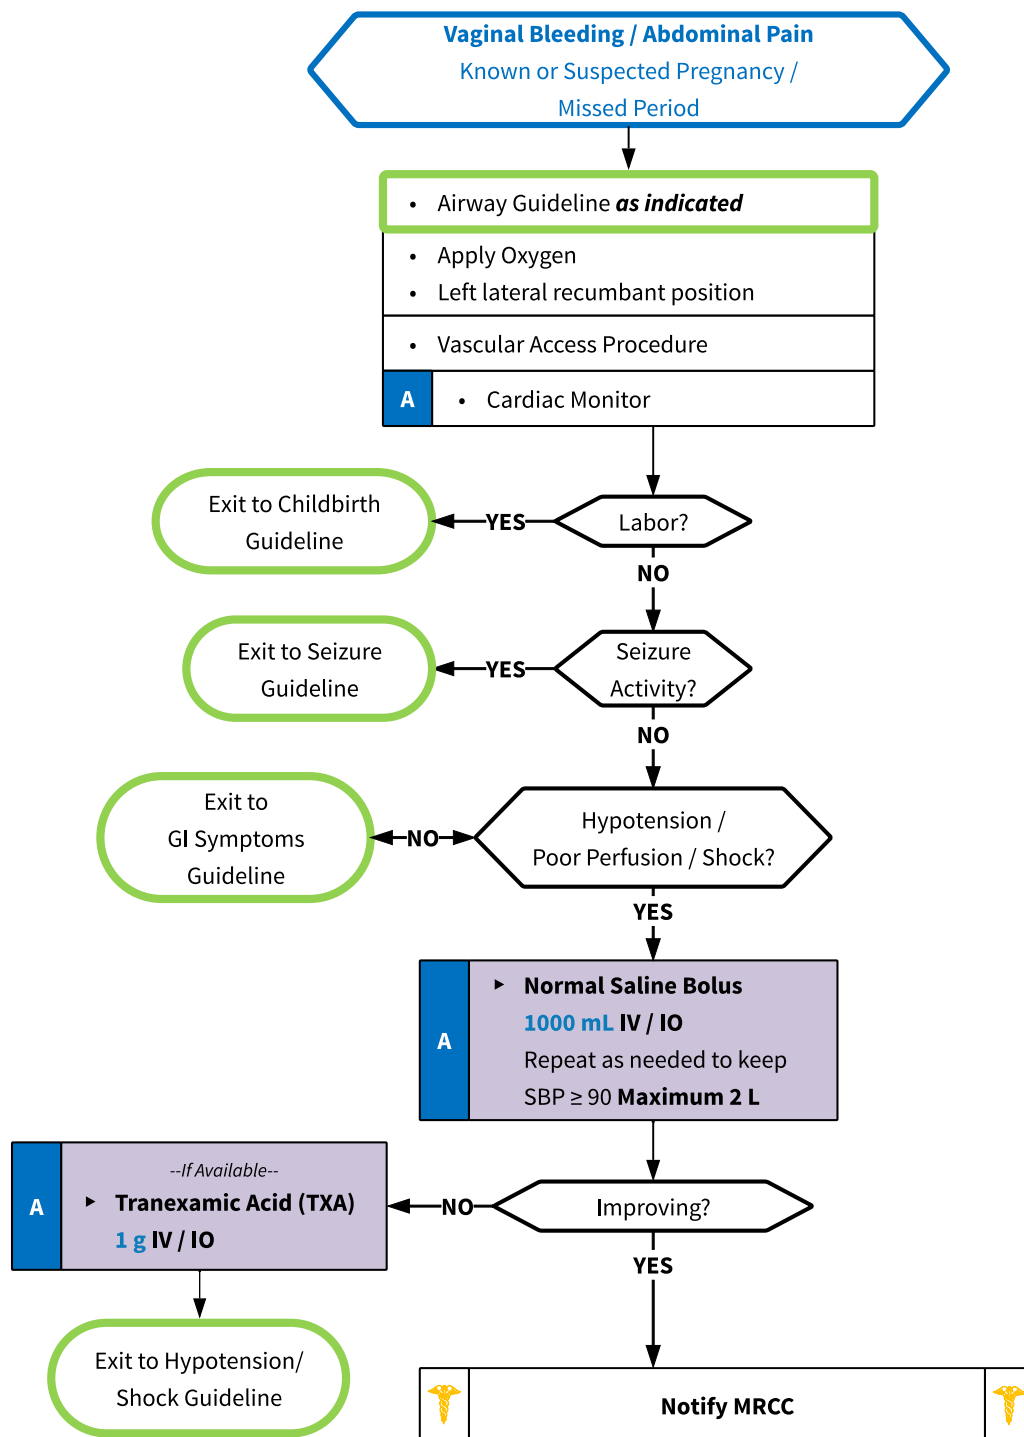 Vaginal Bleeding / Abdominal Pain
Known or Suspected Pregnancy /
Missed Period
• Airway Guideline as indicated
• Apply Oxygen
• Left lateral recumbant position
• Vascular Access Procedure
A • Cardiac Monitor
Labor?
YES
Exit to Childbirth
Guideline
NO
Seizure
Activity?
YES
Exit to Seizure
Guideline
NO
Hypotension /
Poor Perfusion / Shock?
NO
Exit to
GI Symptoms
Guideline
YES
A
Normal Saline Bolus
1000 mL IV / IO
Repeat as needed to keep
SBP ≥ 90 Maximum 2 L
Improving?
NO
A
--If Available--
Tranexamic Acid (TXA)
1 g IV / IO
Exit to Hypotension/
Shock Guideline
YES
Notify MRCC